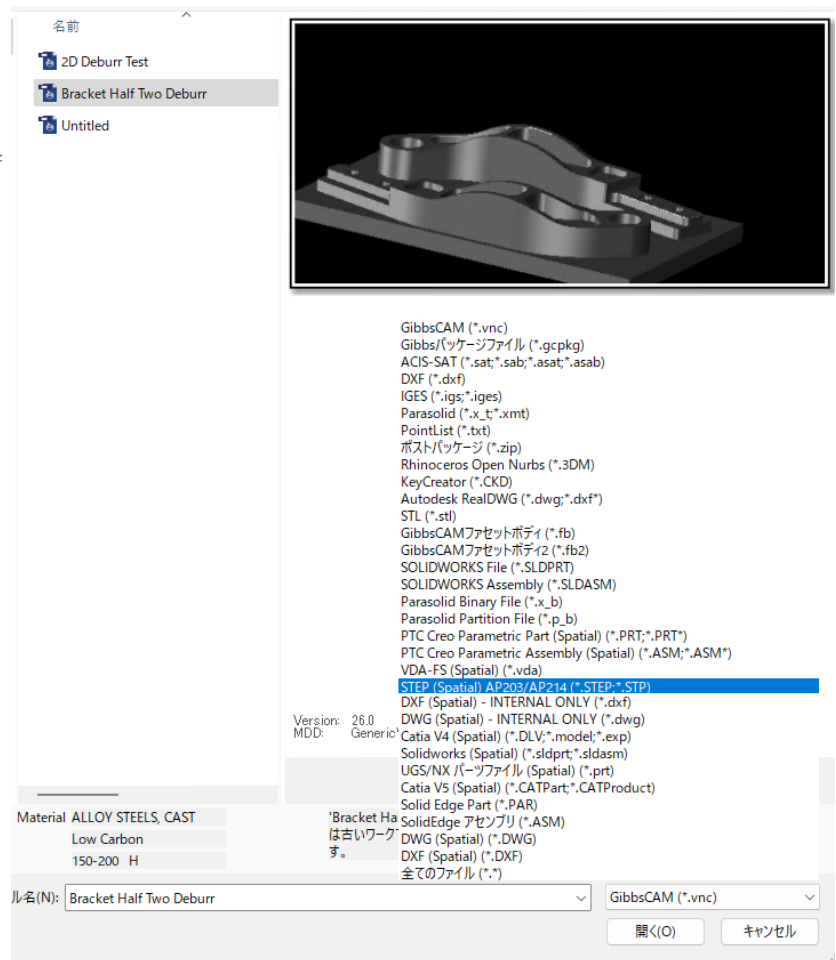 名前
2D Deburr Test
Bracket Half Two Deburr
Untitled
GibbsCAM (*.vnc)
Gibbsパッケージファイル (*.gcpkg)
ACIS-SAT (*.sat;*.sab;*.asat;*.asab)
DXF (*.dxf)
IGES (*.igs;*.iges)
Parasolid (*.x_t;*.xmt)
PointList (*.txt)
ポストパッケージ (*.zip)
Rhinoceros Open Nurbs (*.3DM)
KeyCreator (*.CKD)
Autodesk RealDWG (*.dwg;*.dxf*)
STL (*.stl)
GibbsCAMファセットボディ (*.fb)
GibbsCAMファセットボディ2 (*.fb2)
SOLIDWORKS File (*.SLDPRT)
SOLIDWORKS Assembly (*.SLDASM)
Parasolid Binary File (*.x_b)
Parasolid Partition File (*.p_b)
PTC Creo Parametric Part (Spatial) (*.PRT;*.PRT*)
PTC Creo Parametric Assembly (Spatial) (*.ASM;*.ASM*)
VDA-FS (Spatial) (*.vda)
STEP (Spatial) AP203/AP214 (*.STEP;*.STP)
DXF (Spatial) - INTERNAL ONLY (*.dxf)
DWG (Spatial) - INTERNAL ONLY (*.dwg)
Catia V4 (Spatial) (*.DLV;*.model;*.exp)
Solidworks (Spatial) (*.sldprt;*.sldasm)
UGS/NX パーツファイル (Spatial) (*.prt)
Catia V5 (Spatial) (*.CATPart;*.CATProduct)
Solid Edge Part (*.PAR)
SolidEdge アセンブリ (*.ASM)
DWG (Spatial) (*.DWG)
DXF (Spatial) (*.DXF)
全てのファイル (*.*)
Version: 26.0
MDD: Generic
Material ALLOY STEELS, CAST
Low Carbon
150-200 H
'Bracket Ha
は古いワーク
す。
ル名(N): Bracket Half Two Deburr
GibbsCAM (*.vnc)
開く(O) キャンセル